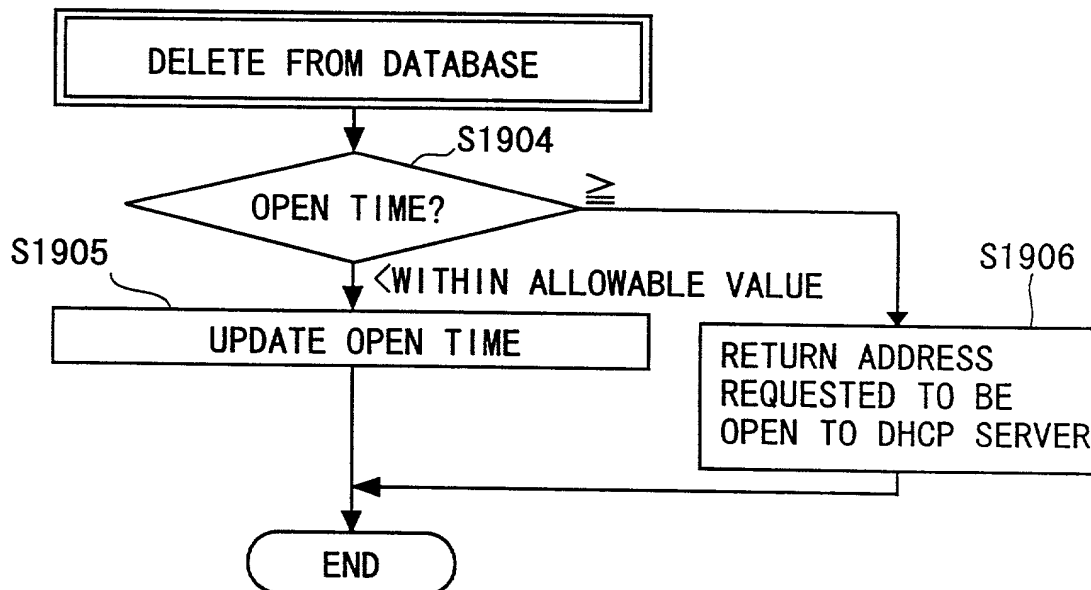 DELETE FROM DATABASE
S1904
OPEN TIME?
≧
S1905
<WITHIN ALLOWABLE VALUE
S1906
UPDATE OPEN TIME
RETURN ADDRESS
REQUESTED TO BE
OPEN TO DHCP SERVER
END